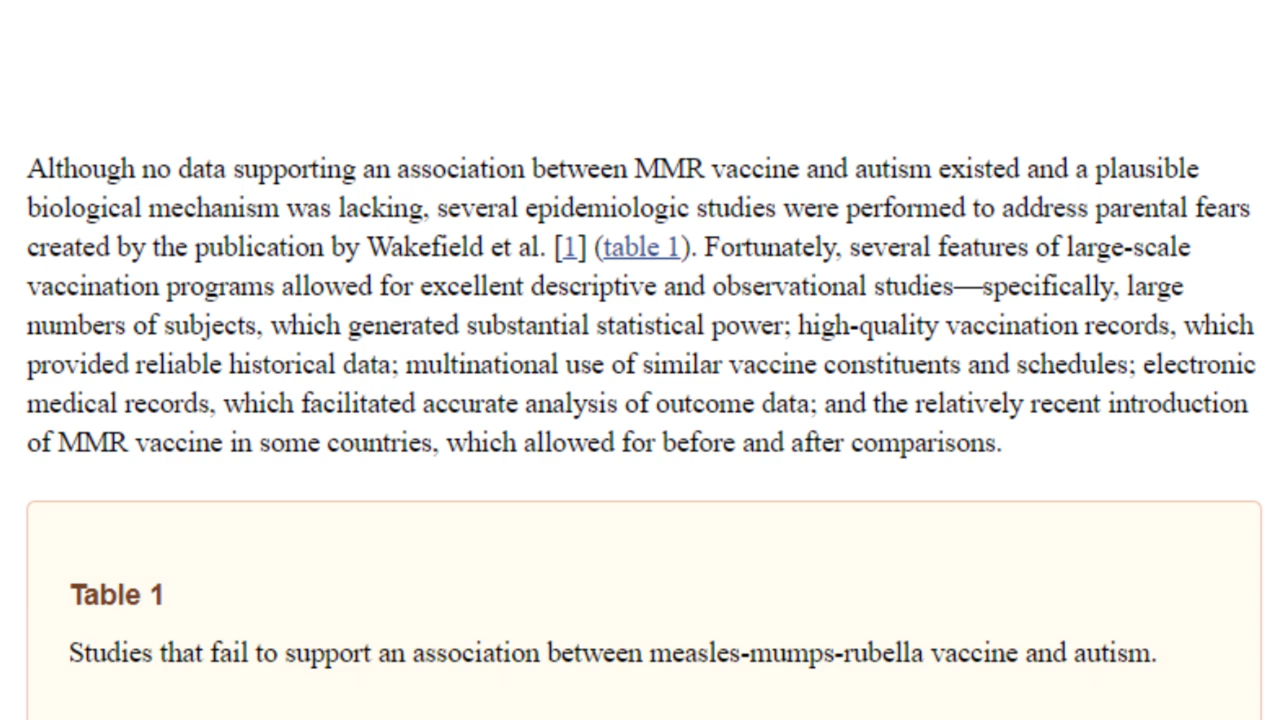 Although no data supporting an association between MMR vaccine and autism existed and a plausible
biological mechanism was lacking, several epidemiologic studies were performed to address parental fears
created by the publication by Wakefield et al. [1] (table 1). Fortunately, several features of large-scale
vaccination programs allowed for excellent descriptive and observational studies—specifically, large
numbers of subjects, which generated substantial statistical power; high-quality vaccination records, which
provided reliable historical data; multinational use of similar vaccine constituents and schedules; electronic
medical records, which facilitated accurate analysis of outcome data; and the relatively recent introduction
of MMR vaccine in some countries, which allowed for before and after comparisons.
Table 1
Studies that fail to support an association between measles-mumps-rubella vaccine and autism.